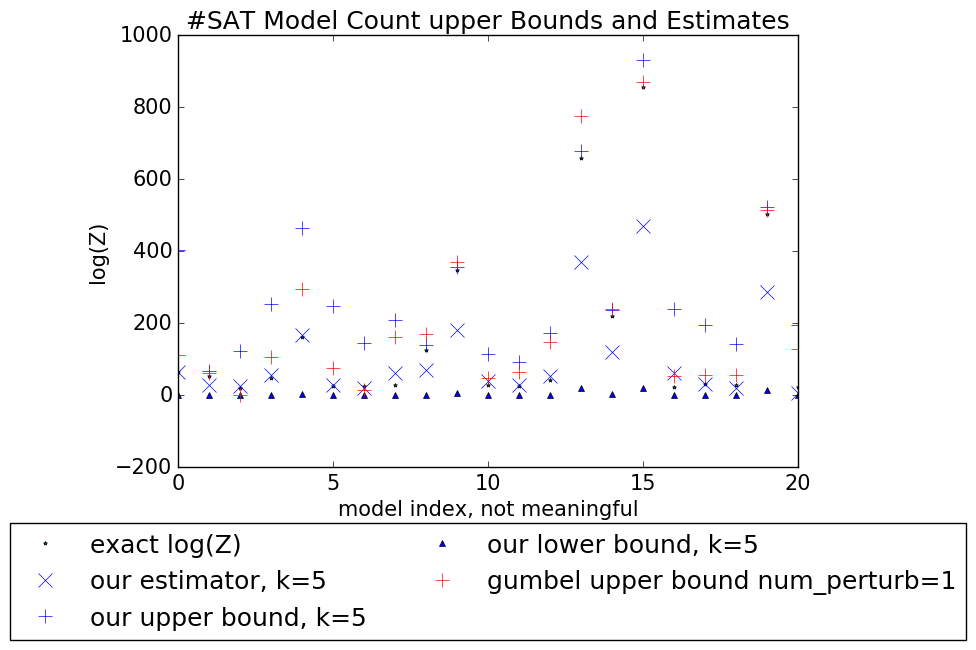 #SAT Model Count upper Bounds and Estimates
1000
800
600
400
200
0
−200
log(Z)
0 5 10 15 20
model index, not meaningful
exact log(Z)
our estimator, k=5
our upper bound, k=5
our lower bound, k=5
gumbel upper bound num_perturb=1